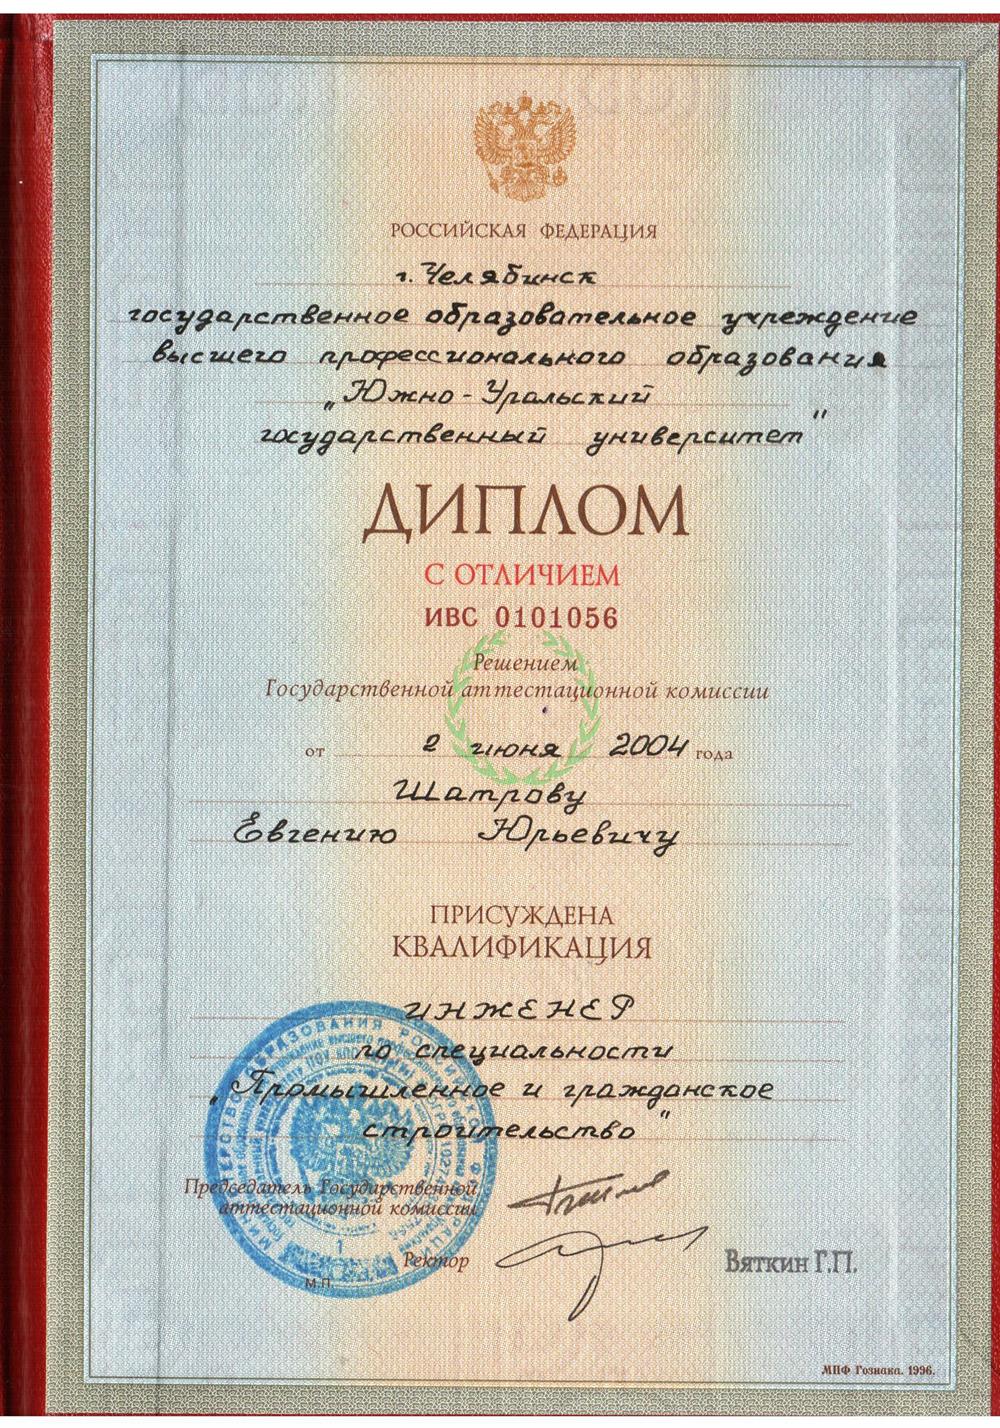 РОССИЙСКАЯ ФЕДЕРАЦИЯ
г. Челябинск
государственное образовательное учреждение
высшего профессионального образования
„Южно-Уральский
государственный университет"
ДИПЛОМ
С ОТЛИЧИЕМ
ИВС 0101056
Решением
Государственной аттестационной комиссии
от 2 июня 2004 года
Шатрову
Евгению Юрьевичу
ПРИСУЖДЕНА
КВАЛИФИКАЦИЯ
ИНЖЕНЕР
по специальности
„Промышленное и гражданское
строительство"
Председатель Государственной
аттестационной комиссии
Ректор
Вяткин Г.П.
М.П.
МПФ Гознака. 1996.